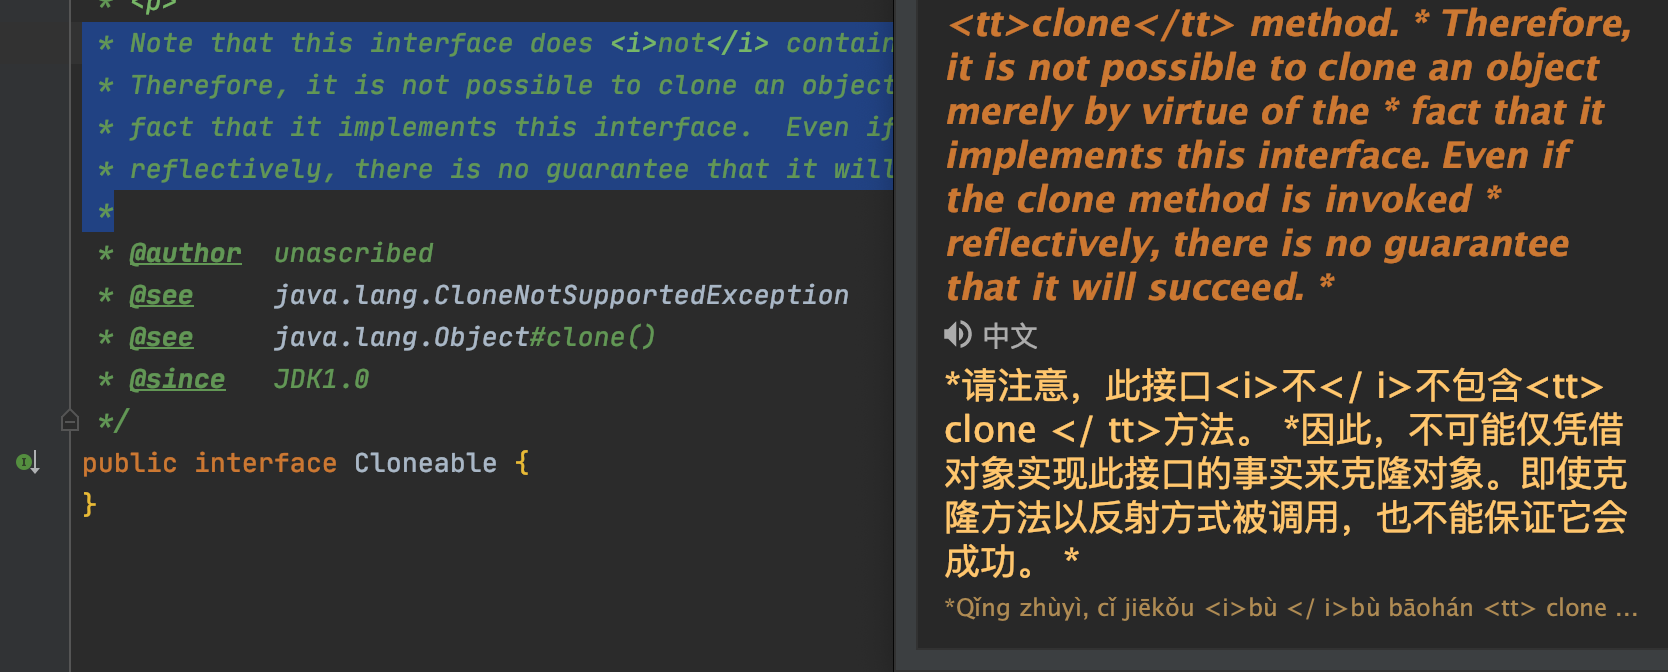 * <p>
* Note that this interface does <i>not</i> contain
* Therefore, it is not possible to clone an object
* fact that it implements this interface.  Even if
* reflectively, there is no guarantee that it will
*
* @author  unascribed
* @see     java.lang.CloneNotSupportedException
* @see     java.lang.Object#clone()
* @since   JDK1.0
*/
public interface Cloneable {
}
<tt>clone</tt> method. * Therefore,
it is not possible to clone an object
merely by virtue of the * fact that it
implements this interface. Even if
the clone method is invoked *
reflectively, there is no guarantee
that it will succeed. *
中文
*请注意，此接口<i>不</ i>不包含<tt>
clone </ tt>方法。 *因此，不可能仅凭借
对象实现此接口的事实来克隆对象。即使克
隆方法以反射方式被调用，也不能保证它会
成功。 *
*Qǐng zhùyì, cǐ jiēkǒu <i>bù </ i>bù bāohán <tt> clone ...